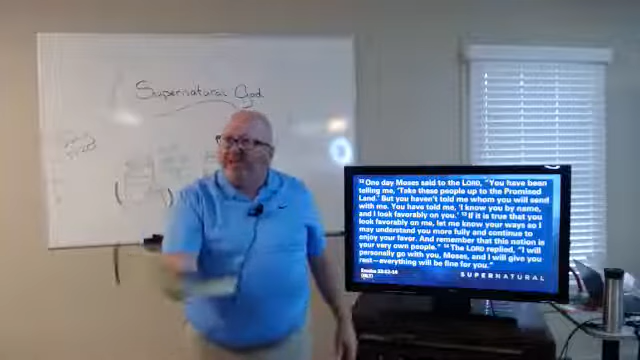 Supernatural God
12 One day Moses said to the LORD, "You have been
telling me, 'Take these people up to the Promised
Land.' But you haven't told me whom you will send
with me. You have told me, 'I know you by name,
and I look favorably on you.' 13 If it is true that you
look favorably on me, let me know your ways so I
may understand you more fully and continue to
enjoy your favor. And remember that this nation is
your very own people." 14 The LORD replied, "I will
personally go with you, Moses, and I will give you
rest—everything will be fine for you."
Exodus 33:12-14
(NLT)
SUPERNATURAL